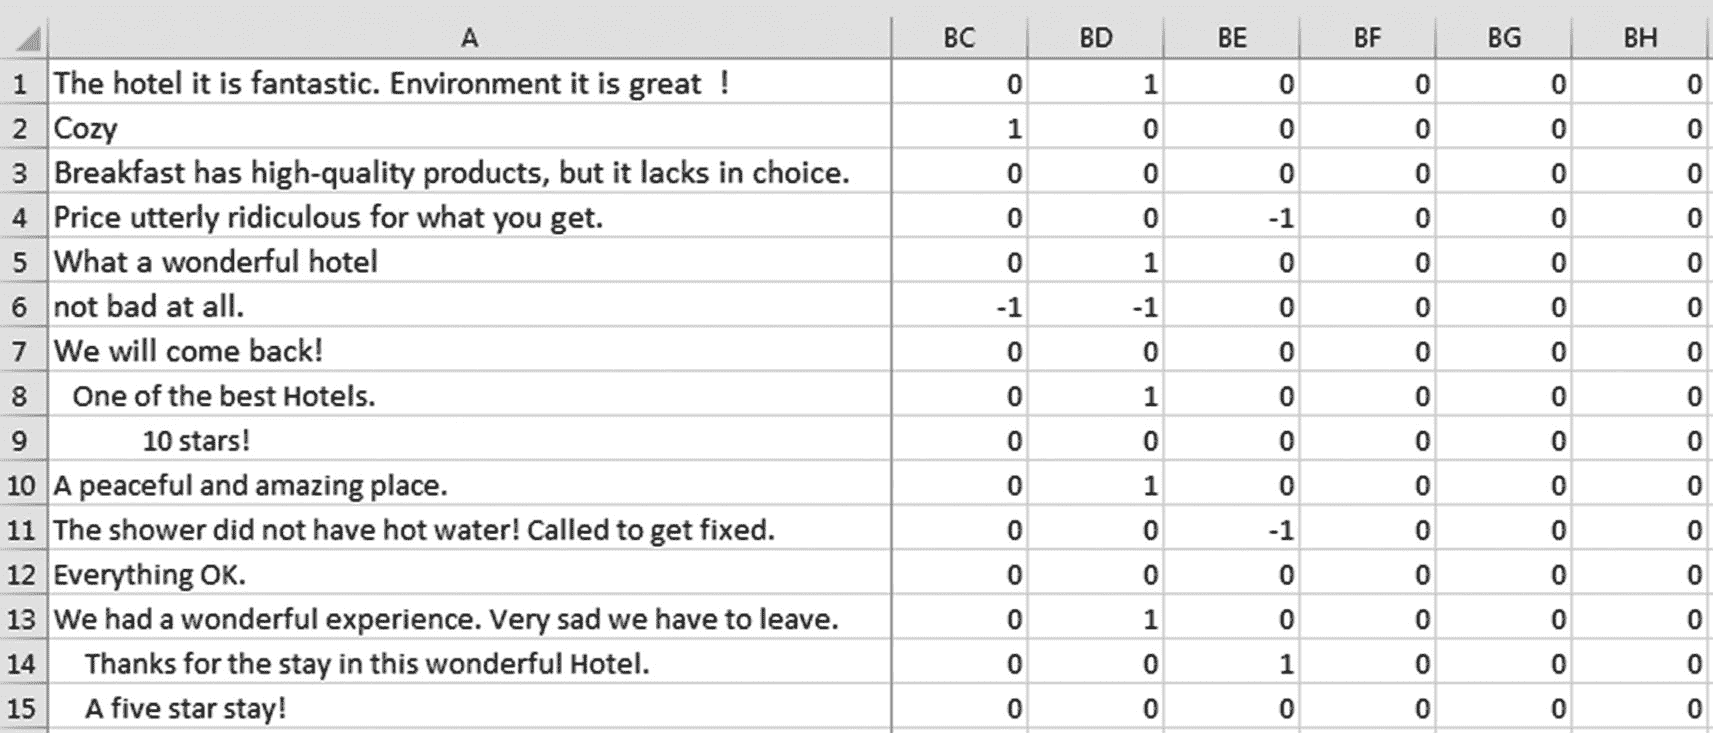 A BC BD BE BF BG BH
1 The hotel it is fantastic. Environment it is great  ! 0 1 0 0 0 0
2 Cozy 1 0 0 0 0 0
3 Breakfast has high-quality products, but it lacks in choice. 0 0 0 0 0 0
4 Price utterly ridiculous for what you get. 0 0 -1 0 0 0
5 What a wonderful hotel 0 1 0 0 0 0
6 not bad at all. -1 -1 0 0 0 0
7 We will come back! 0 0 0 0 0 0
8 One of the best Hotels. 0 1 0 0 0 0
9 10 stars! 0 0 0 0 0 0
10 A peaceful and amazing place. 0 1 0 0 0 0
11 The shower did not have hot water! Called to get fixed. 0 0 -1 0 0 0
12 Everything OK. 0 0 0 0 0 0
13 We had a wonderful experience. Very sad we have to leave. 0 1 0 0 0 0
14 Thanks for the stay in this wonderful Hotel. 0 0 1 0 0 0
15 A five star stay! 0 0 0 0 0 0